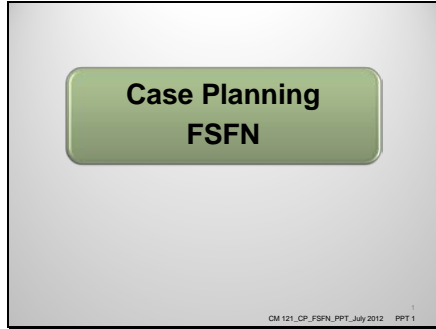 Case Planning
FSFN
1
CM 121_CP_FSFN_PPT_July 2012 PPT 1